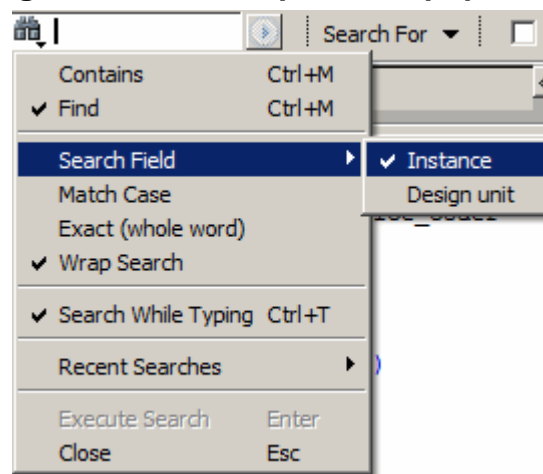 Search For
Contains Ctrl+M
Find Ctrl+M
Search Field
Instance
Match Case
Design unit
Exact (whole word)
Wrap Search
Search While Typing Ctrl+T
Recent Searches
)
Execute Search Enter
Close Esc